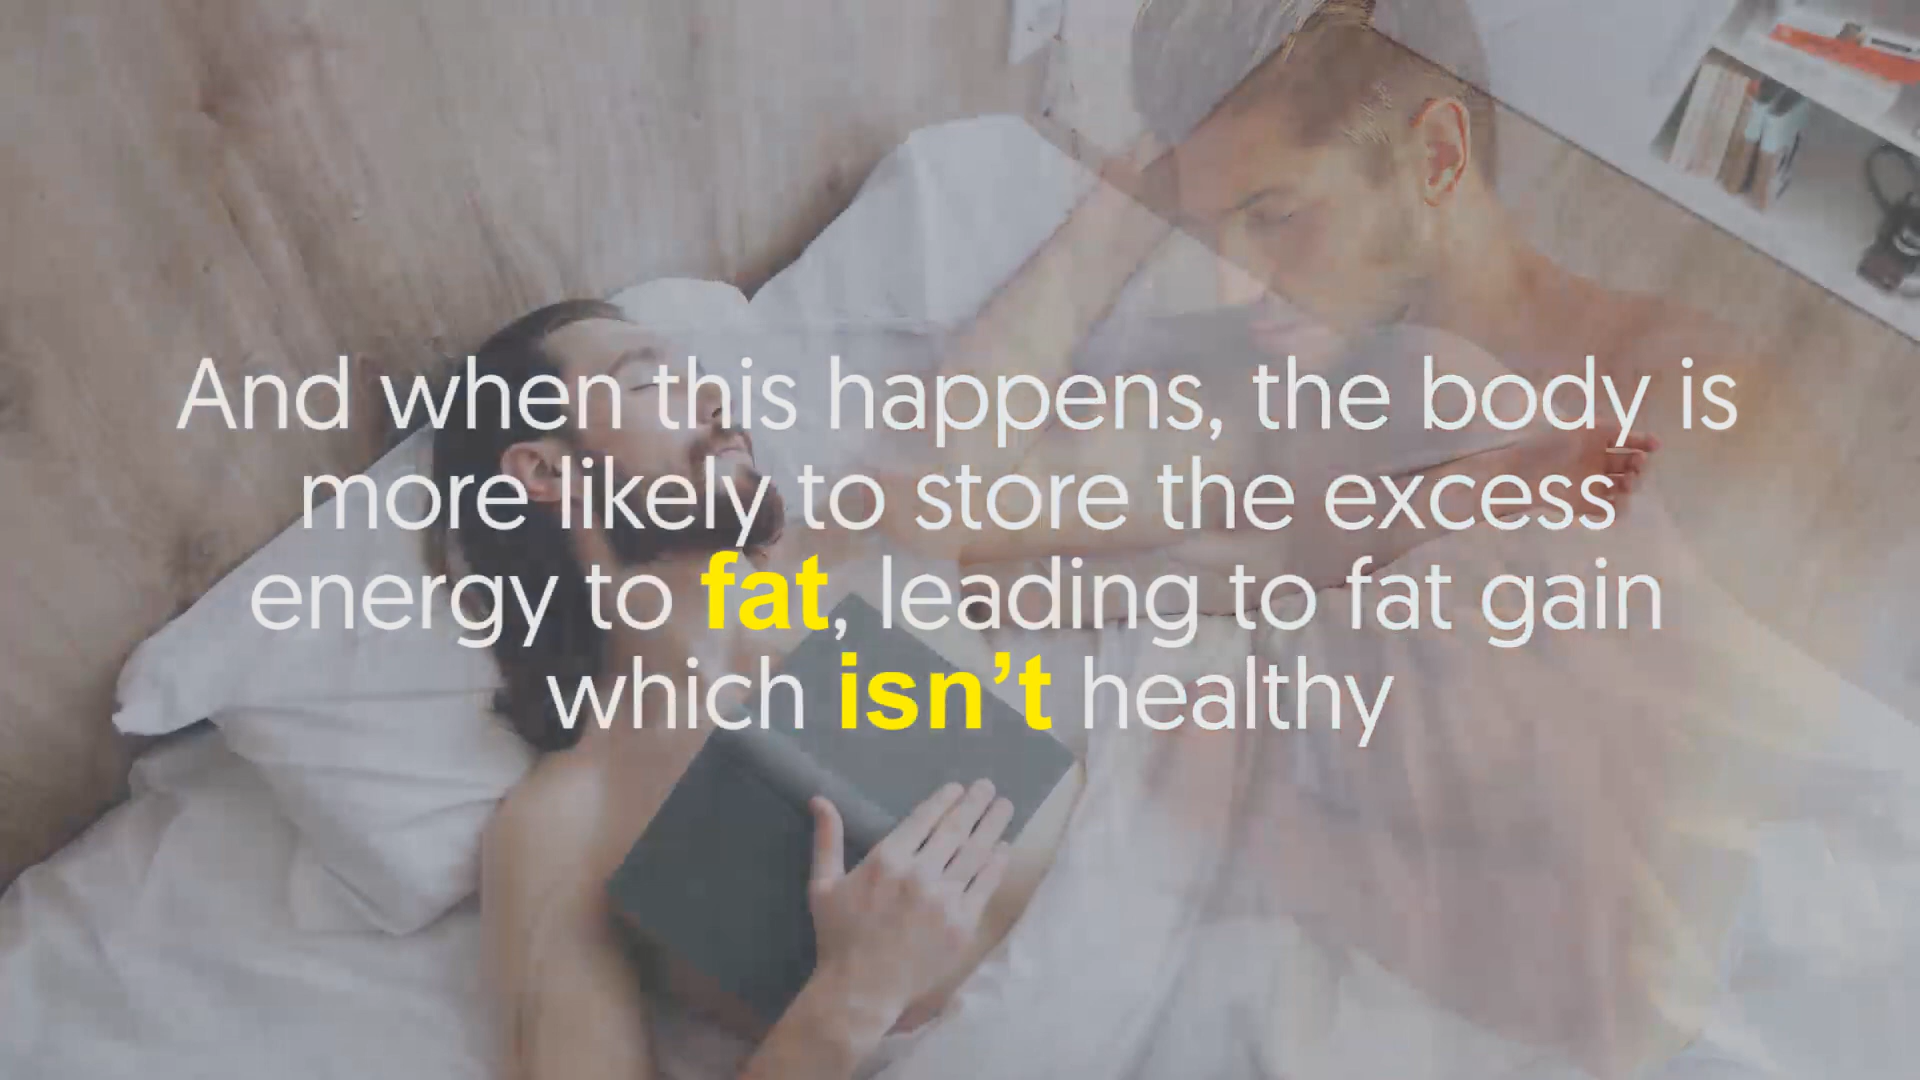 And when this happens, the body is
more likely to store the excess
energy to fat, leading to fat gain
which isn’t healthy